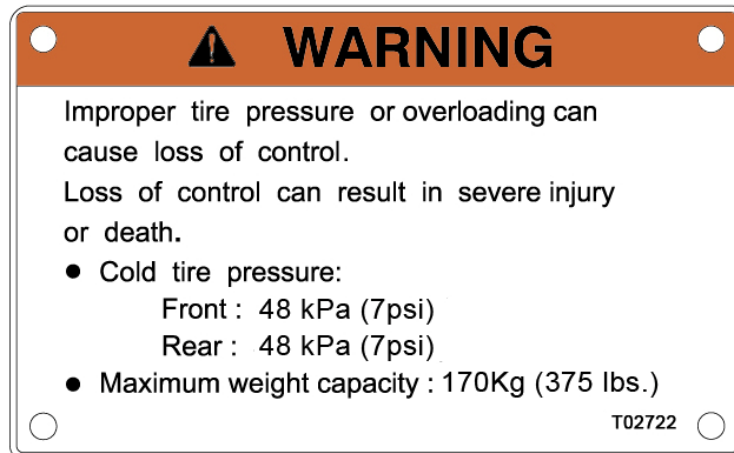 WARNING
Improper tire pressure or overloading can
cause loss of control.
Loss of control can result in severe injury
or death.
● Cold tire pressure:
Front : 48 kPa (7psi)
Rear : 48 kPa (7psi)
● Maximum weight capacity : 170Kg (375 lbs.)
T02722